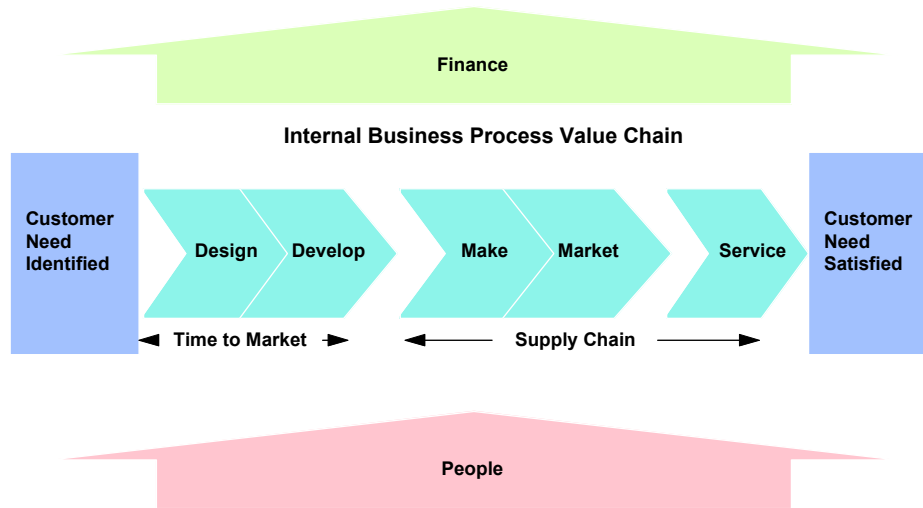 Finance
Internal Business Process Value Chain
Customer
Need
Identified
Design
Develop
Make
Market
Service
Customer
Need
Satisfied
Time to Market
Supply Chain
People